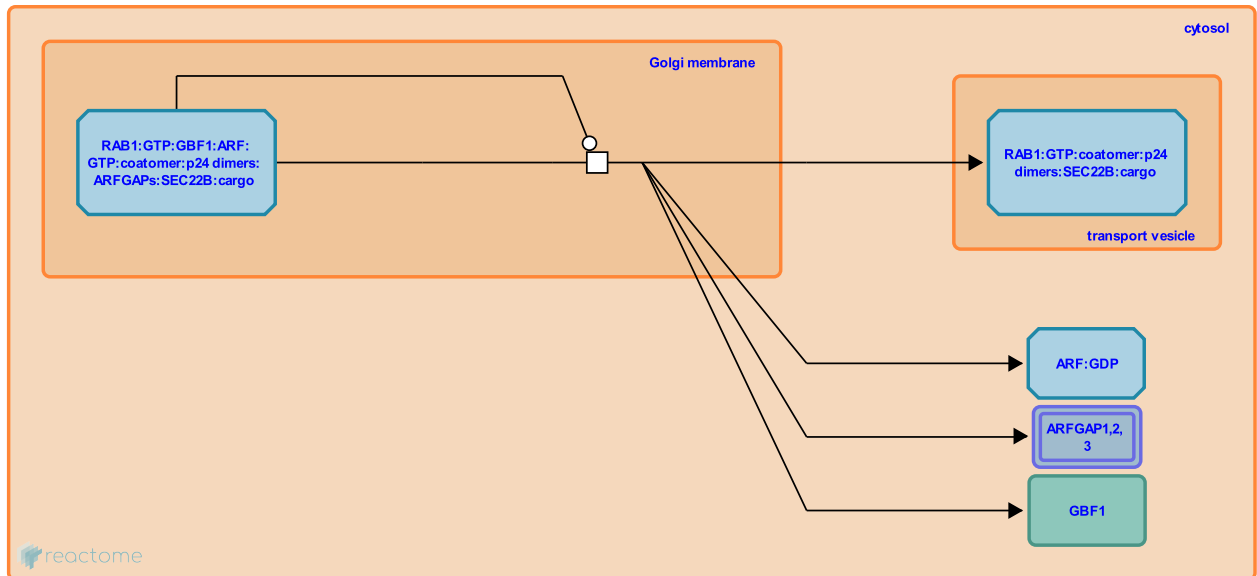 cytosol
Golgi membrane
RAB1:GTP:GBF1:ARF:
GTP:coatomer:p24 dimers:
ARFGAPs:SEC22B:cargo
RAB1:GTP:coatomer:p24
dimers:SEC22B:cargo
transport vesicle
ARF:GDP
ARFGAP1,2,
3
GBF1
reactome